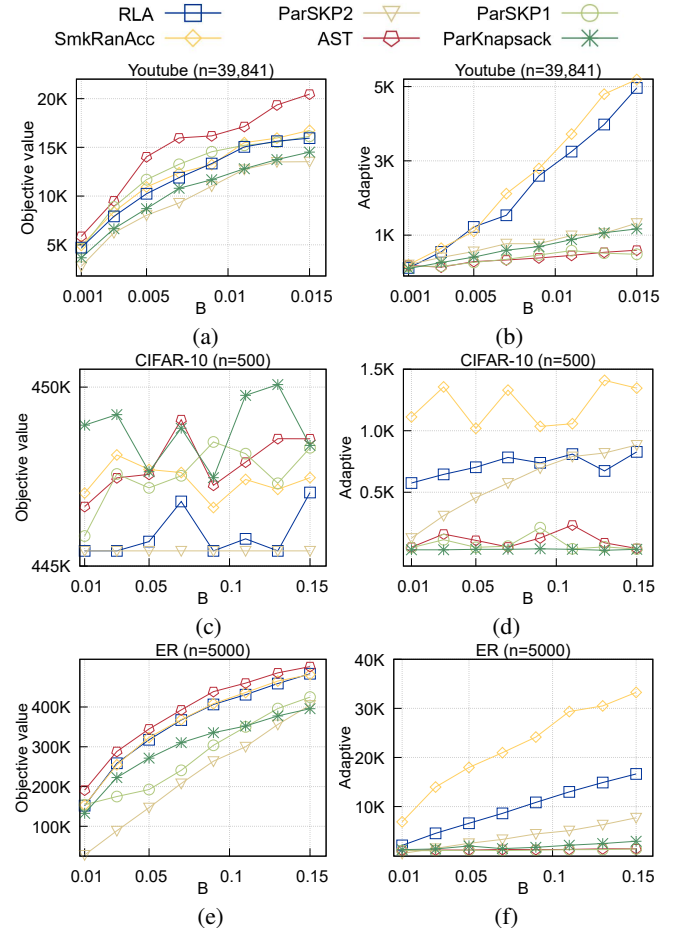 RLA ParSKP2 ParSKP1
SmkRanAcc AST ParKnapsack
Youtube (n=39,841) Youtube (n=39,841)
Objective value
20K
15K
10K
5K
0.001 0.005 0.01 0.015
B
Adaptive
5K
3K
1K
0.001 0.005 0.01 0.015
B
(a) (b)
CIFAR-10 (n=500) CIFAR-10 (n=500)
Objective value
450K
445K
0.01 0.05 0.1 0.15
B
Adaptive
1.5K
1.0K
0.5K
0.01 0.05 0.1 0.15
B
(c) (d)
ER (n=5000) ER (n=5000)
Objective value
400K
300K
200K
100K
0.01 0.05 0.1 0.15
B
Adaptive
40K
30K
20K
10K
0.01 0.05 0.1 0.15
B
(e) (f)